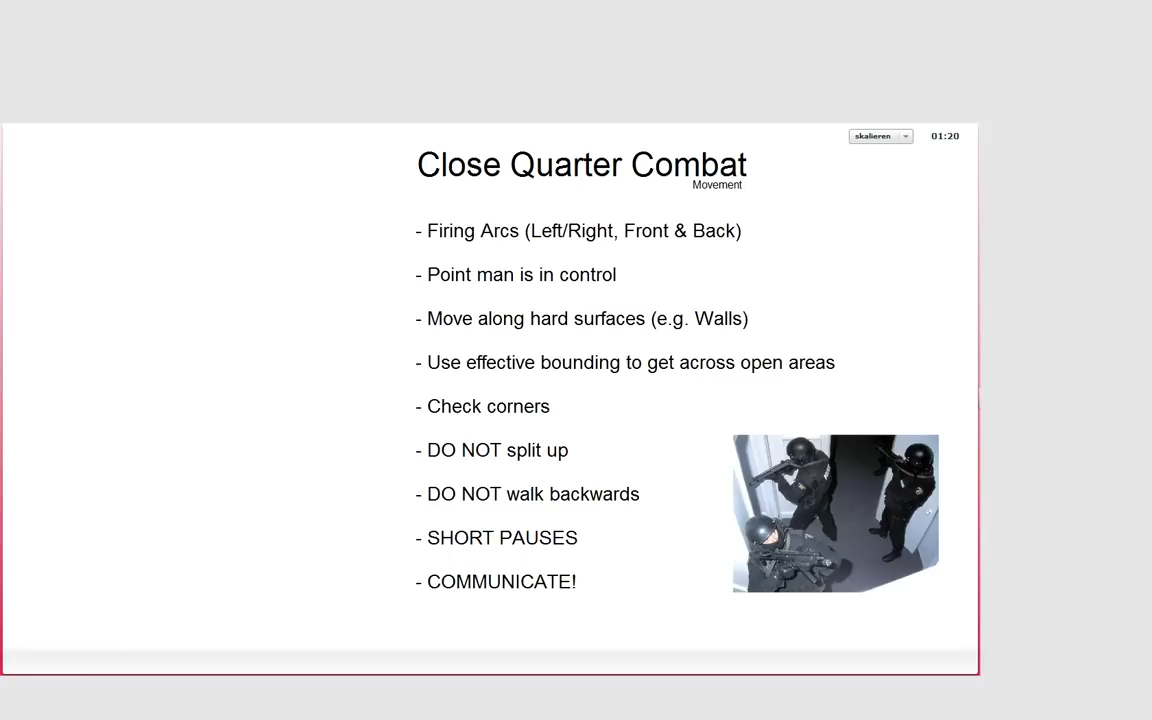 skalieren
01:20
Close Quarter Combat
Movement
- Firing Arcs (Left/Right, Front & Back)
- Point man is in control
- Move along hard surfaces (e.g. Walls)
- Use effective bounding to get across open areas
- Check corners
- DO NOT split up
- DO NOT walk backwards
- SHORT PAUSES
- COMMUNICATE!